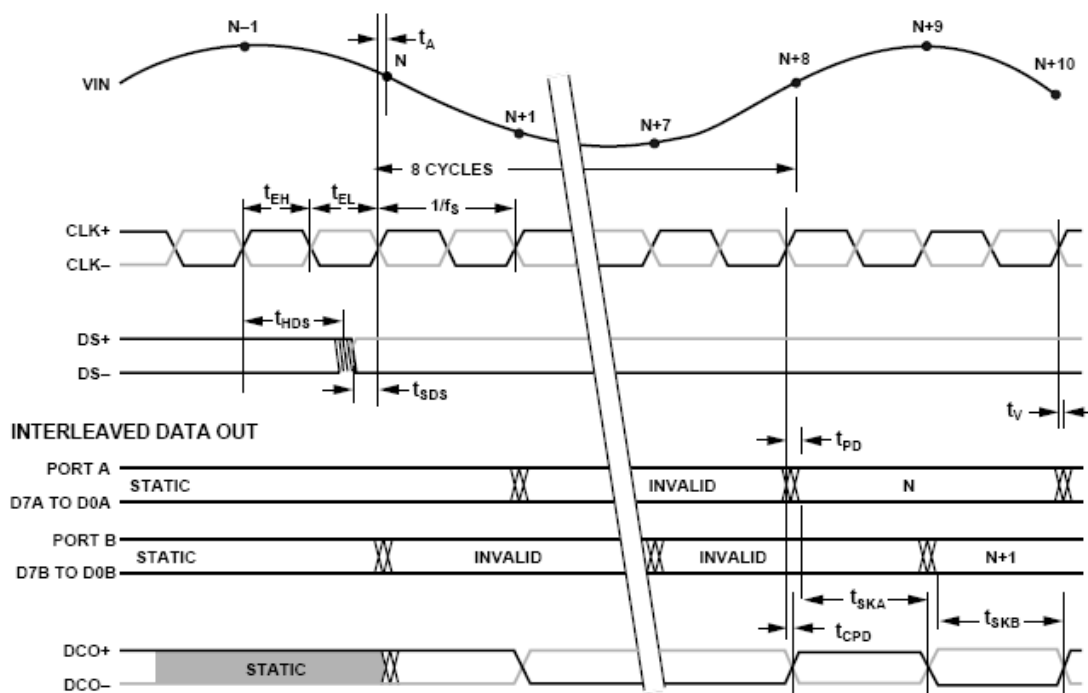 N–1
t_A
N
VIN
N+1
N+7
N+8
N+9
N+10
8 CYCLES
t_EH
t_EL
1/f_S
CLK+
CLK–
t_HDS
DS+
DS–
t_SDS
t_V
INTERLEAVED DATA OUT
t_PD
PORT A
STATIC
INVALID
N
D7A TO D0A
PORT B
STATIC
INVALID
INVALID
N+1
D7B TO D0B
t_SKA
t_SKB
t_CPD
DCO+
STATIC
DCO–